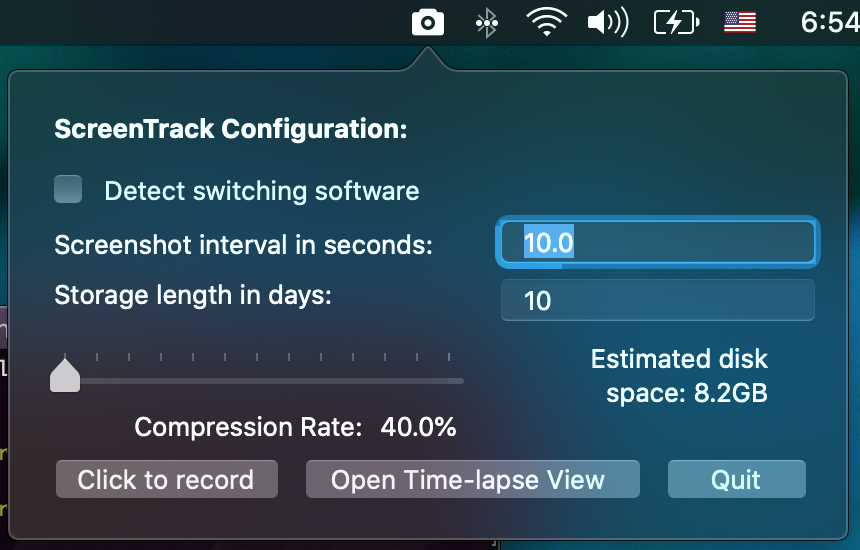 6:54
ScreenTrack Configuration:
Detect switching software
Screenshot interval in seconds: 10.0
Storage length in days: 10
Estimated disk
space: 8.2GB
Compression Rate: 40.0%
Click to record Open Time-lapse View Quit